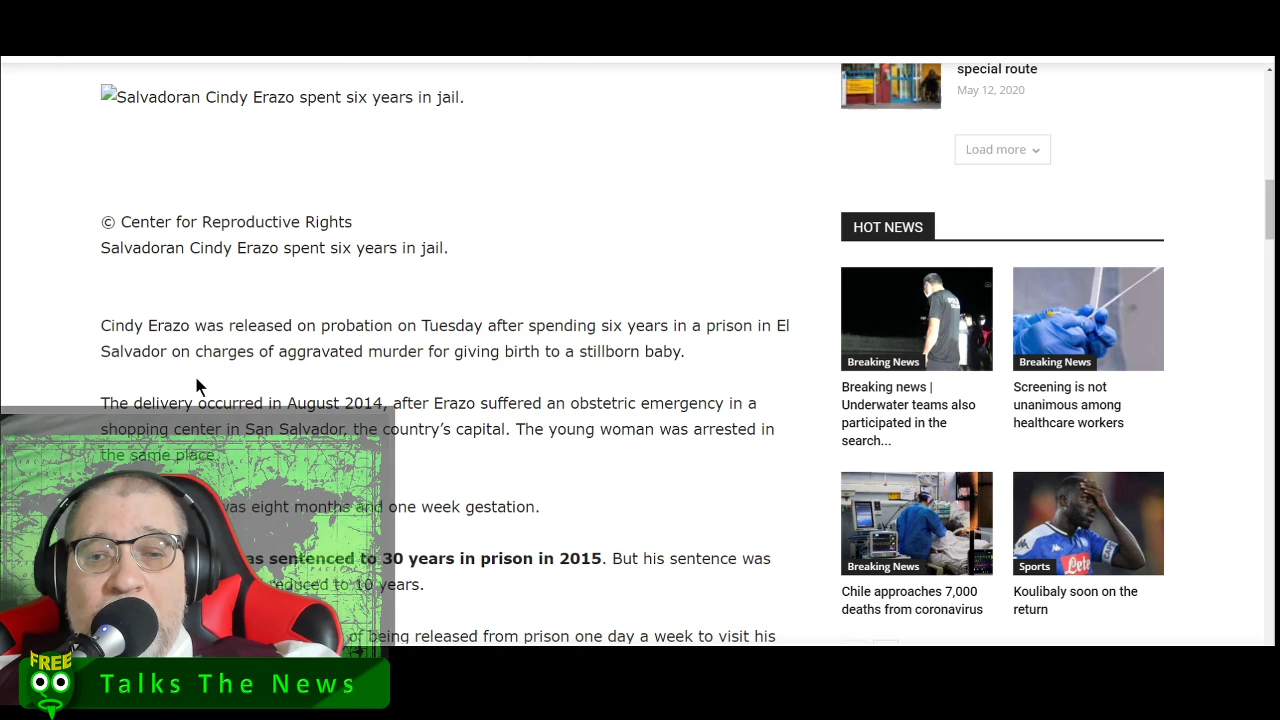 Salvadoran Cindy Erazo spent six years in jail.
© Center for Reproductive Rights
Salvadoran Cindy Erazo spent six years in jail.
Cindy Erazo was released on probation on Tuesday after spending six years in a prison in El
Salvador on charges of aggravated murder for giving birth to a stillborn baby.
The delivery occurred in August 2014, after Erazo suffered an obstetric emergency in a
shopping center in San Salvador, the country's capital. The young woman was arrested in
the same place.
was eight months and one week gestation.
sentenced to 30 years in prison in 2015. But his sentence was
reduced to 10 years.
of being released from prison one day a week to visit his
special route
May 12, 2020
Load more
HOT NEWS
Breaking News
Breaking news |
Underwater teams also
participated in the
search...
Breaking News
Screening is not
unanimous among
healthcare workers
Breaking News
Chile approaches 7,000
deaths from coronavirus
Lete
Sports
Koulibaly soon on the
return
FREE
Talks The News